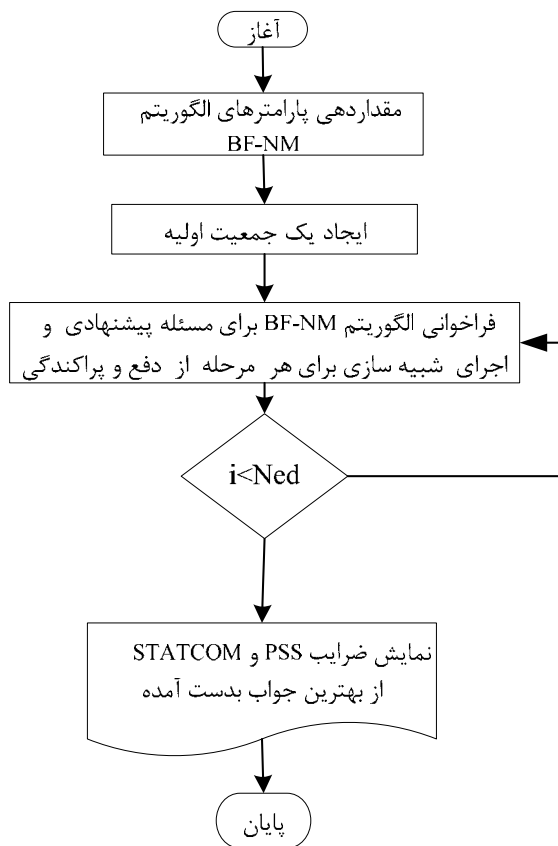 آغاز
مقداردهی پارامترهای الگوریتم
BF-NM
ایجاد یک جمعیت اولیه
فراخوانی الگوریتم BF-NM برای مسئله پیشنهادی و
اجرای شبیه سازی برای هر مرحله از دفع و پراکندگی
i<Ned
نمایش ضرایب PSS و STATCOM
از بهترین جواب بدست آمده
پایان